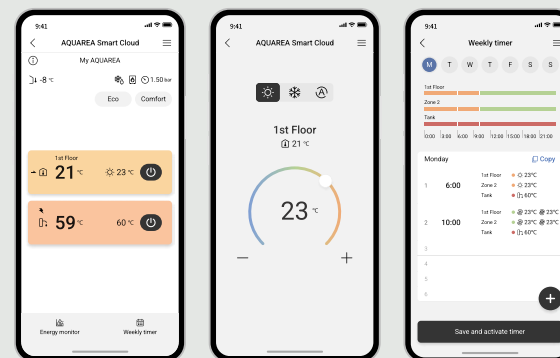 9:41
AQUAREA Smart Cloud
My AQUAREA
-8 °C
1.50 bar
Eco
Comfort
1st Floor
21 °C
23 °C
59 °C
60 °C
Energy monitor
Weekly timer
9:41
AQUAREA Smart Cloud
A
1st Floor
21 °C
23 °C
9:41
Weekly timer
M T W T F S S
1st Floor
Zone 2
Tank
0:00 3:00 6:00 9:00 12:00 15:00 18:00 21:00
Monday
Copy
1 6:00
1st Floor 23°C
Zone 2 23°C
Tank 60°C
2 10:00
1st Floor 23°C 23°C
Zone 2 23°C 23°C
Tank 60°C
3
4
5
6
Save and activate timer